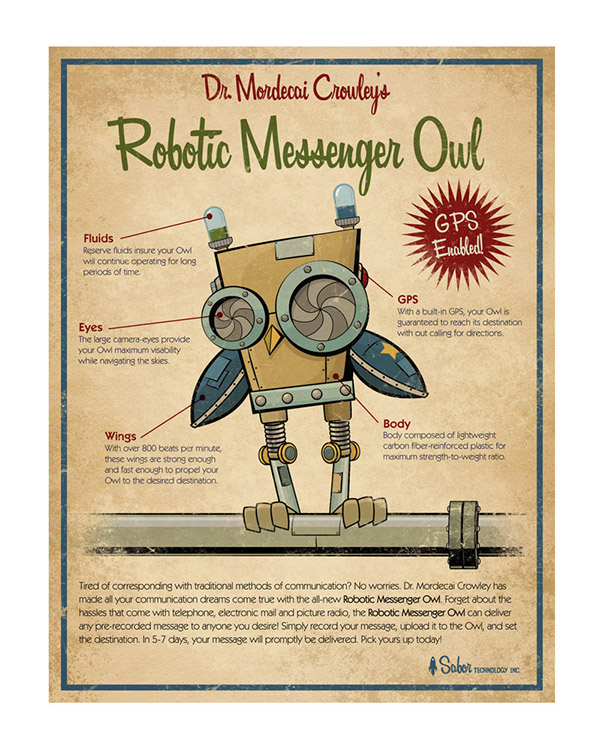 Dr. Mordecai Crowley's
Robotic Messenger Owl
GPS
Enabled!
Fluids
Reserve fluids insure your Owl
will continue operating for long
periods of time.
GPS
With a built-in GPS, your Owl is
guaranteed to reach its destination
with out calling for directions.
Eyes
The large camera-eyes provide
your Owl maximum visability
while navigating the skies.
Wings
With over 800 beats per minute,
these wings are strong enough
and fast enough to propel your
Owl to the desired destination.
Body
Body composed of lightweight
carbon fiber-reinforced plastic for
maximum strength-to-weight ratio.
Tired of corresponding with traditional methods of communication? No worries. Dr. Mordecai Crowley has
made all your communication dreams come true with the all-new Robotic Messenger Owl. Forget about the
hassles that come with telephone, electronic mail and picture radio, the Robotic Messenger Owl can deliver
any pre-recorded message to anyone you desire! Simply record your message, upload it to the Owl, and set
the destination. In 5-7 days, your message will promptly be delivered. Pick yours up today!
Sabor TECHNOLOGY INC.